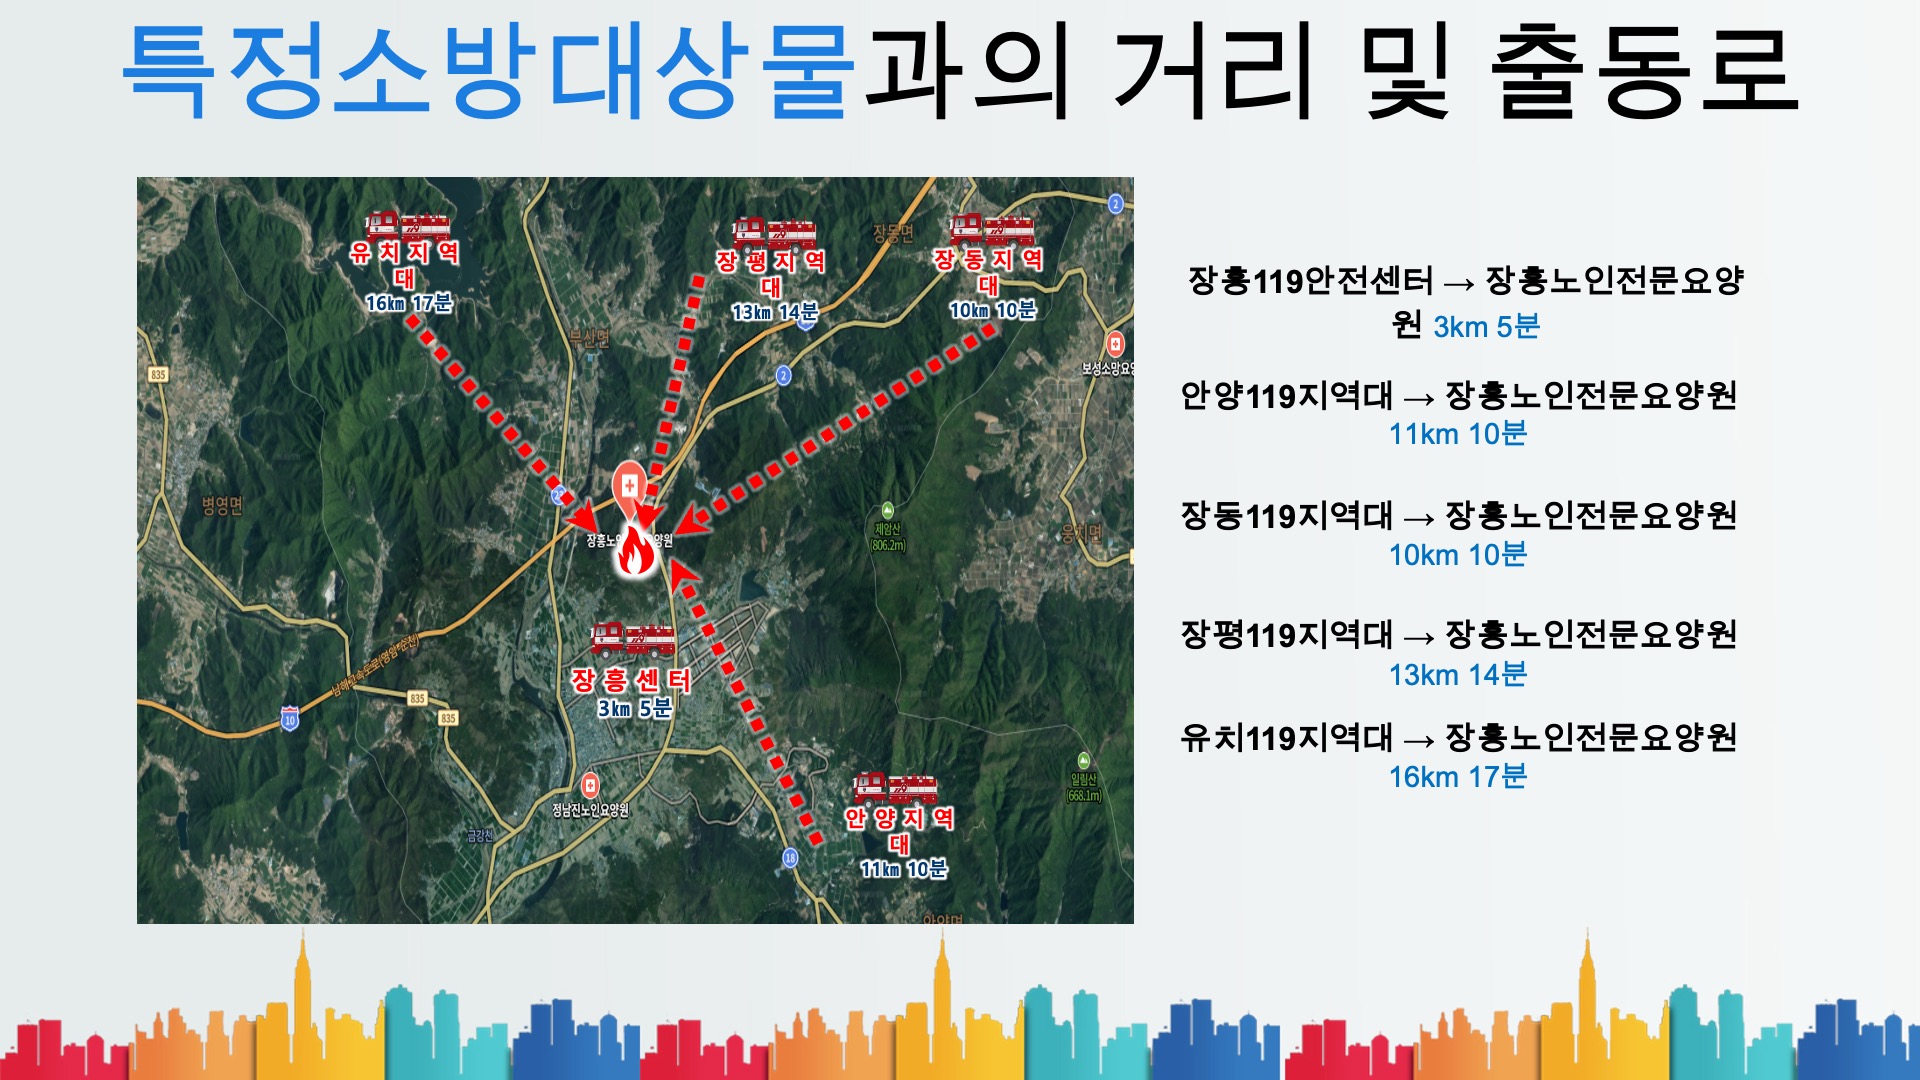 특정소방대상물과의 거리 및 출동로
유 치 지 역
대
16km 17분
장 평 지 역
대
13km 14분
장동면
장 동 지 역
대
10km 10분
2
부산면
835
2
보성소망요양
병영면
장흥노인 요양원
제암산
(806.2m)
웅치면
장 흥 센 터
3km 5분
남해고속도로(영암-순천)
835
835
10
정남진노인요양원
금강천
일림산
(668.1m)
안 양 지 역
대
11km 10분
18
안양면
장흥119안전센터 → 장흥노인전문요양
원 3km 5분
안양119지역대 → 장흥노인전문요양원
11km 10분
장동119지역대 → 장흥노인전문요양원
10km 10분
장평119지역대 → 장흥노인전문요양원
13km 14분
유치119지역대 → 장흥노인전문요양원
16km 17분